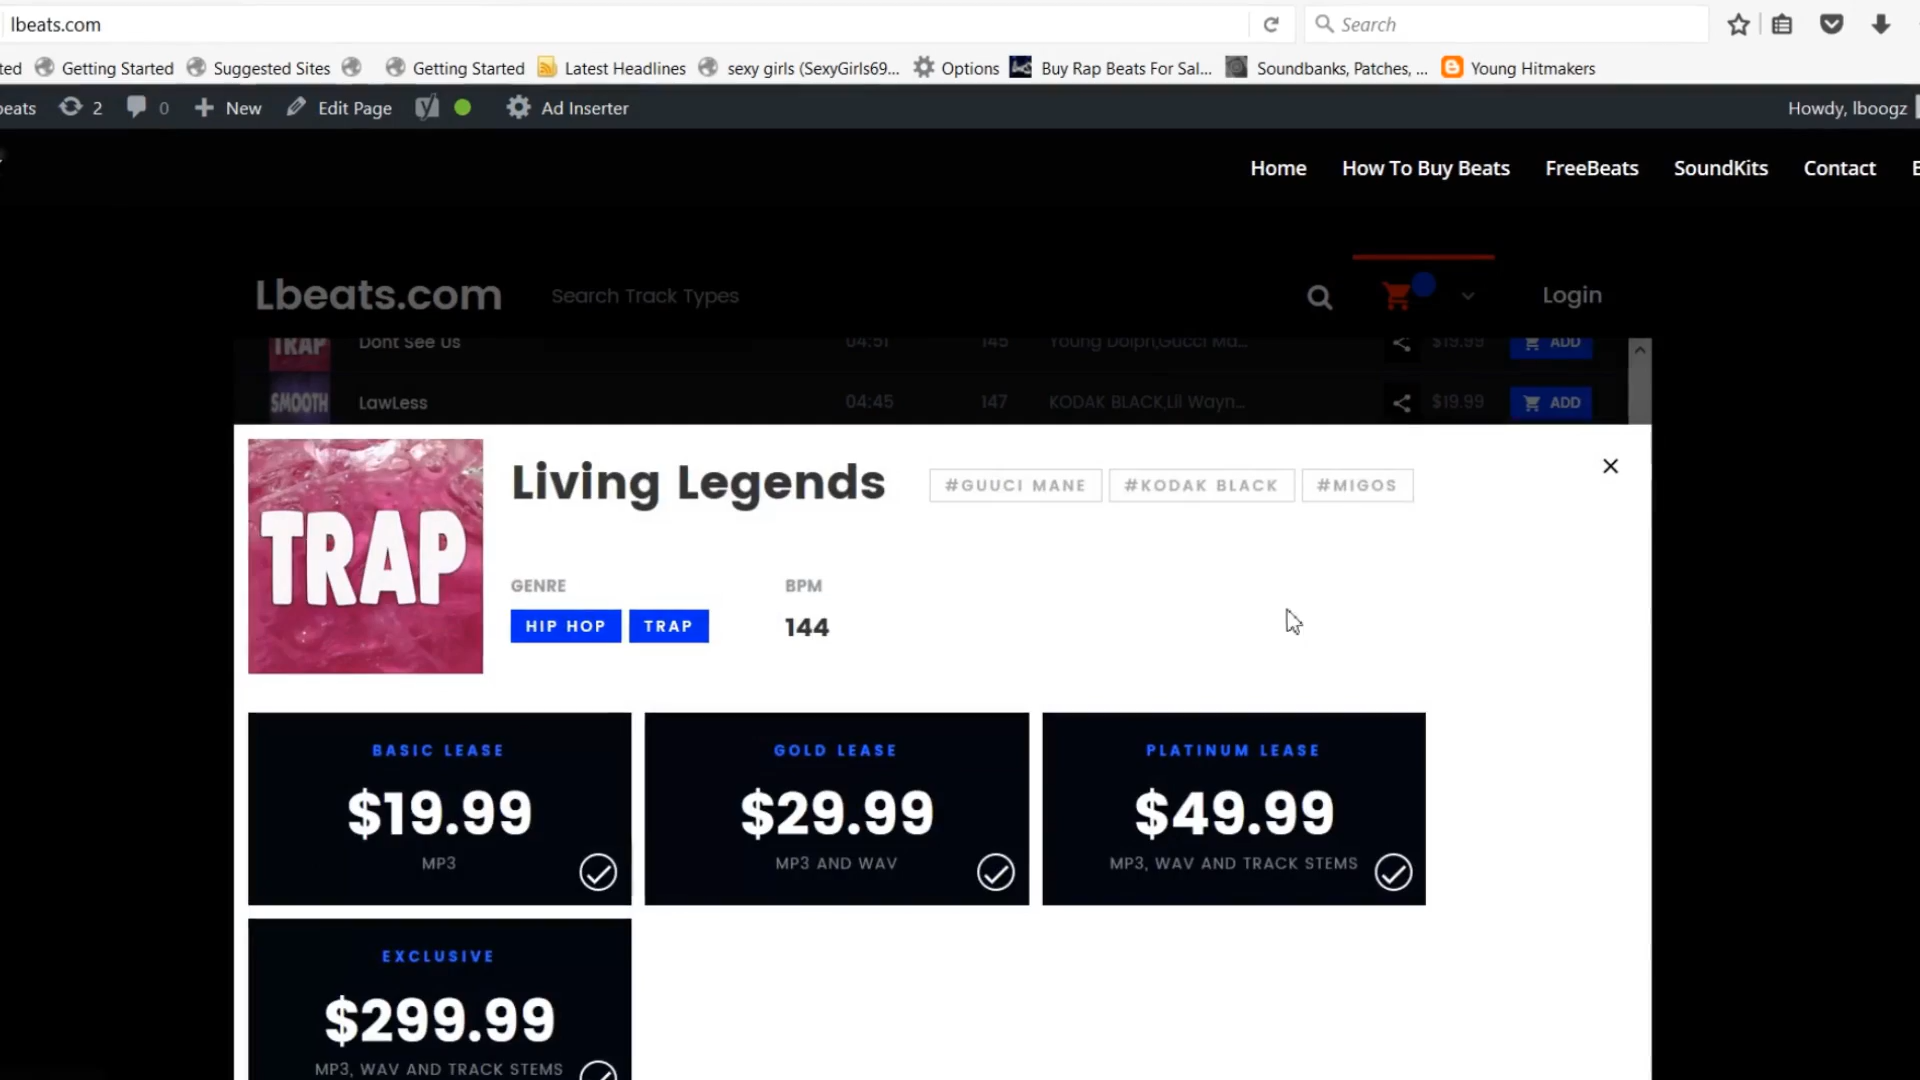 lbeats.com
Search
ted Getting Started Suggested Sites Getting Started Latest Headlines sexy girls (SexyGirls69... Options Buy Rap Beats For Sal... Soundbanks, Patches, ... Young Hitmakers
beats 2 0 New Edit Page Ad Inserter Howdy, lboogz
Home How To Buy Beats FreeBeats SoundKits Contact
Lbeats.com Search Track Types Login
TRAP Dont See Us 04:51 145 Young Dolph,Gucci Ma... $19.99 ADD
SMOOTH LawLess 04:45 147 KODAK BLACK,Lil Wayn... $19.99 ADD
Living Legends #GUUCI MANE #KODAK BLACK #MIGOS
TRAP
GENRE BPM
HIP HOP TRAP 144
BASIC LEASE
$19.99
MP3
GOLD LEASE
$29.99
MP3 AND WAV
PLATINUM LEASE
$49.99
MP3, WAV AND TRACK STEMS
EXCLUSIVE
$299.99
MP3, WAV AND TRACK STEMS